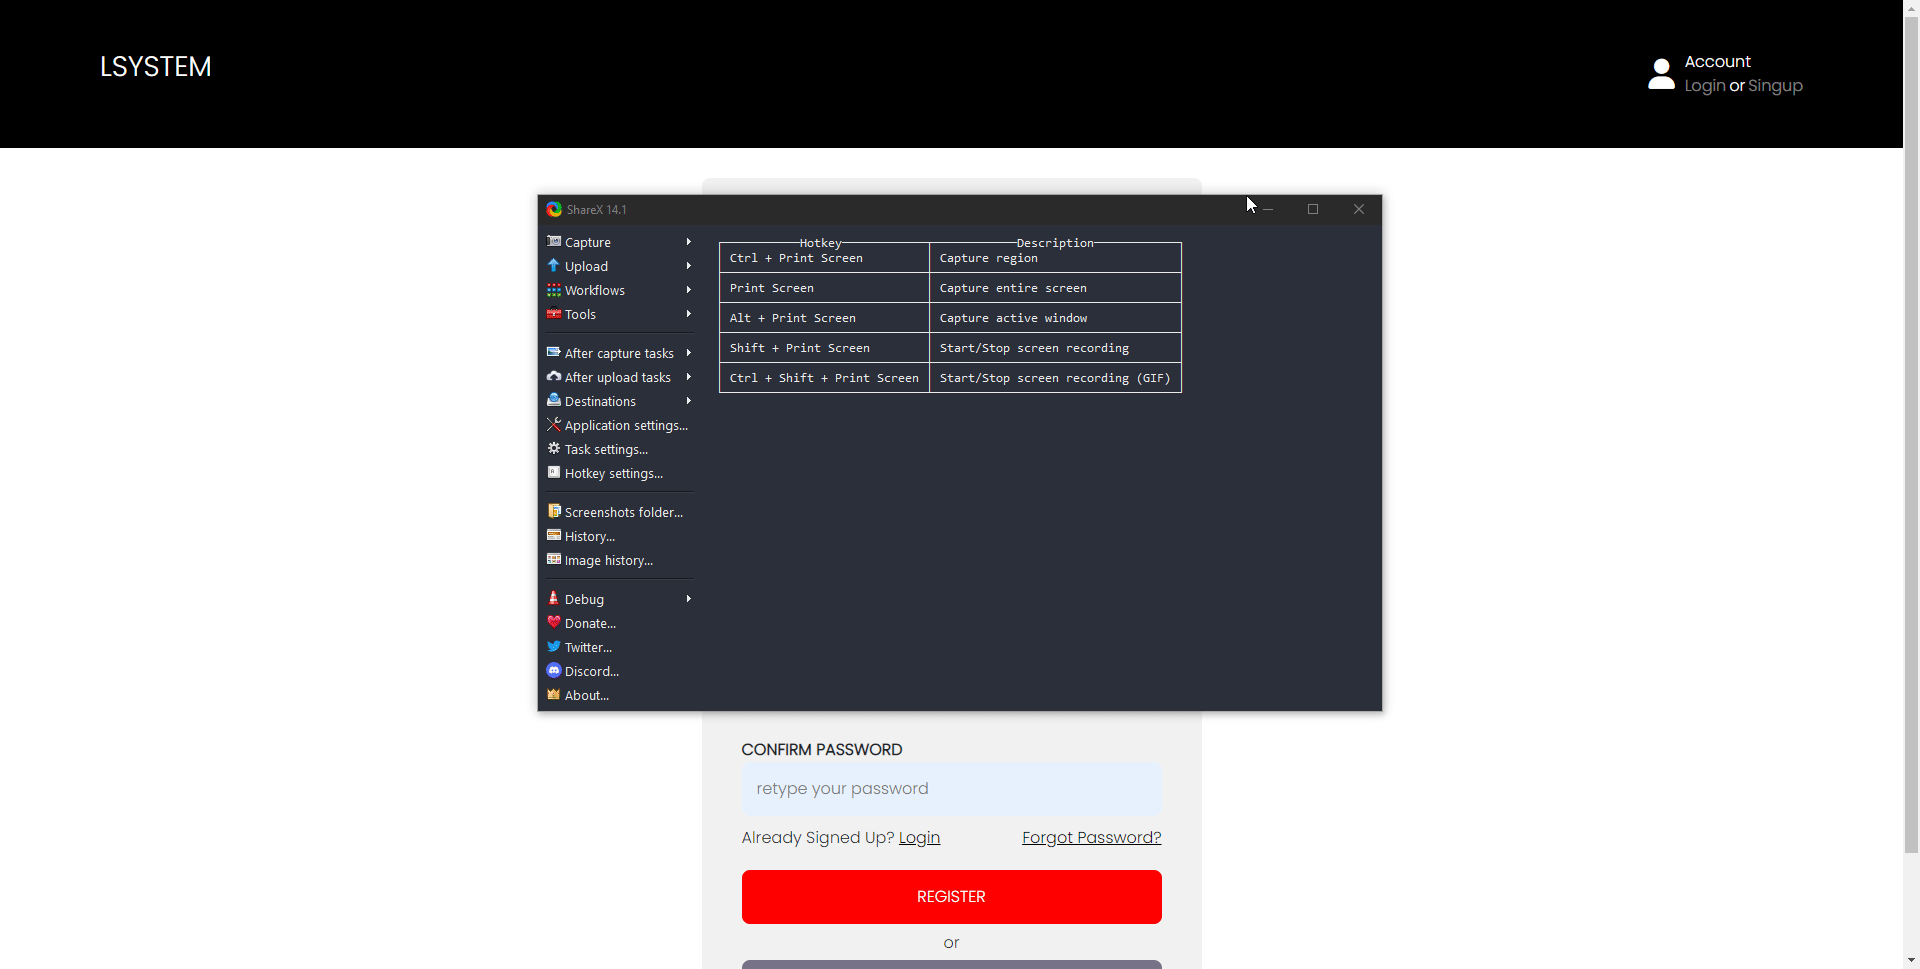 LSYSTEM
Account
Login or Singup
ShareX 14.1
Capture
Upload
Workflows
Tools
After capture tasks
After upload tasks
Destinations
Application settings...
Task settings...
Hotkey settings...
Screenshots folder...
History...
Image history...
Debug
Donate...
Twitter...
Discord...
About...
Hotkey Description
Ctrl + Print Screen Capture region
Print Screen Capture entire screen
Alt + Print Screen Capture active window
Shift + Print Screen Start/Stop screen recording
Ctrl + Shift + Print Screen Start/Stop screen recording (GIF)
CONFIRM PASSWORD
retype your password
Already Signed Up? Login Forgot Password?
REGISTER
or